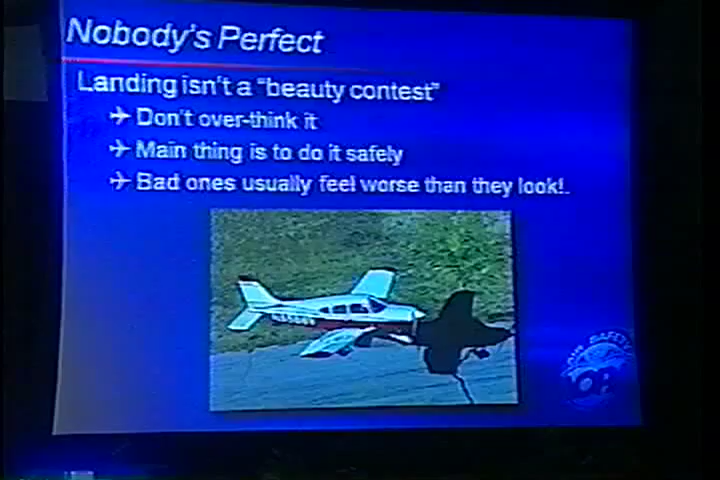 Nobody's Perfect
Landing isn't a "beauty contest"
Don't over-think it
Main thing is to do it safely
Bad ones usually feel worse than they look!.
SAFETY